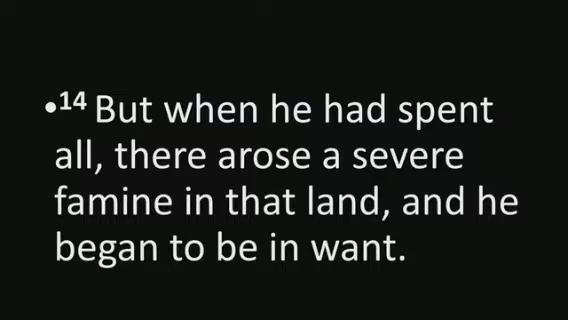 •14 But when he had spent
all, there arose a severe
famine in that land, and he
began to be in want.